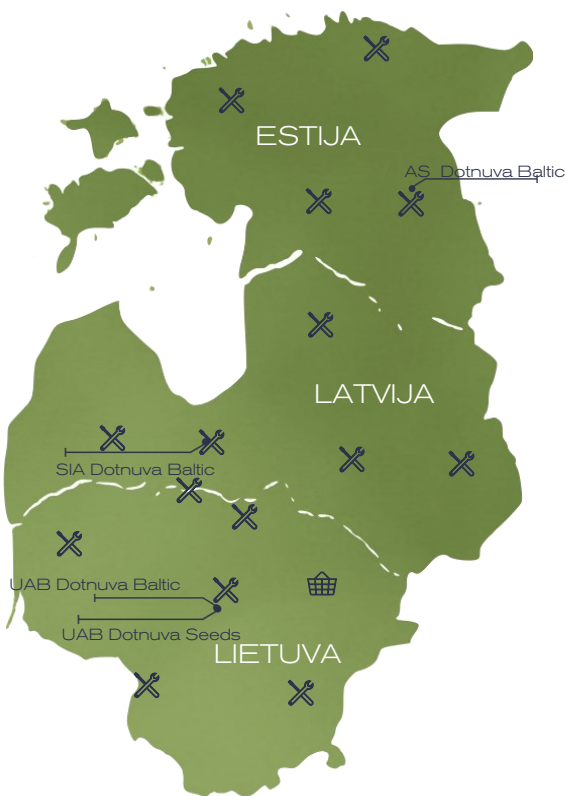 ESTIJA
AS Dotnuva Baltic
LATVIJA
SIA Dotnuva Baltic
UAB Dotnuva Baltic
UAB Dotnuva Seeds
LIETUVA